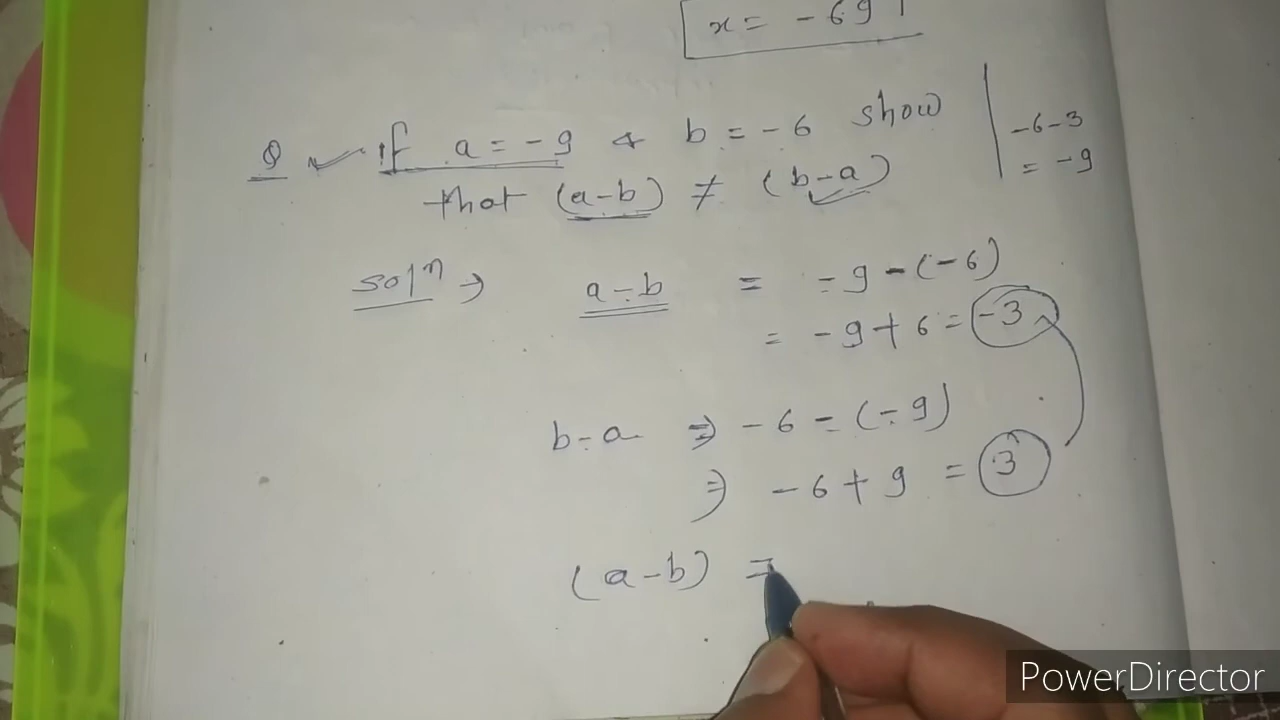 x = -69
Q ✓ If a = -9 & b = -6 show
that (a-b) ≠ (b-a)
-6-3
= -9
Solⁿ → a-b = -9-(-6)
= -9+6 = -3
b-a ⇒ -6-(-9)
⇒ -6+9 = 3
(a-b) =
PowerDirector